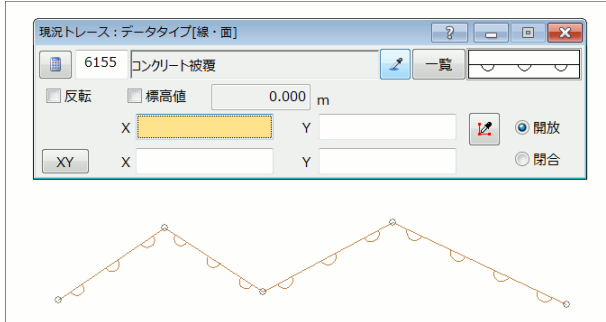 現況トレース:データタイプ[線・面]
6155 コンクリート被覆 一覧
反転 標高値 0.000 m
X Y 開放
XY X Y 閉合